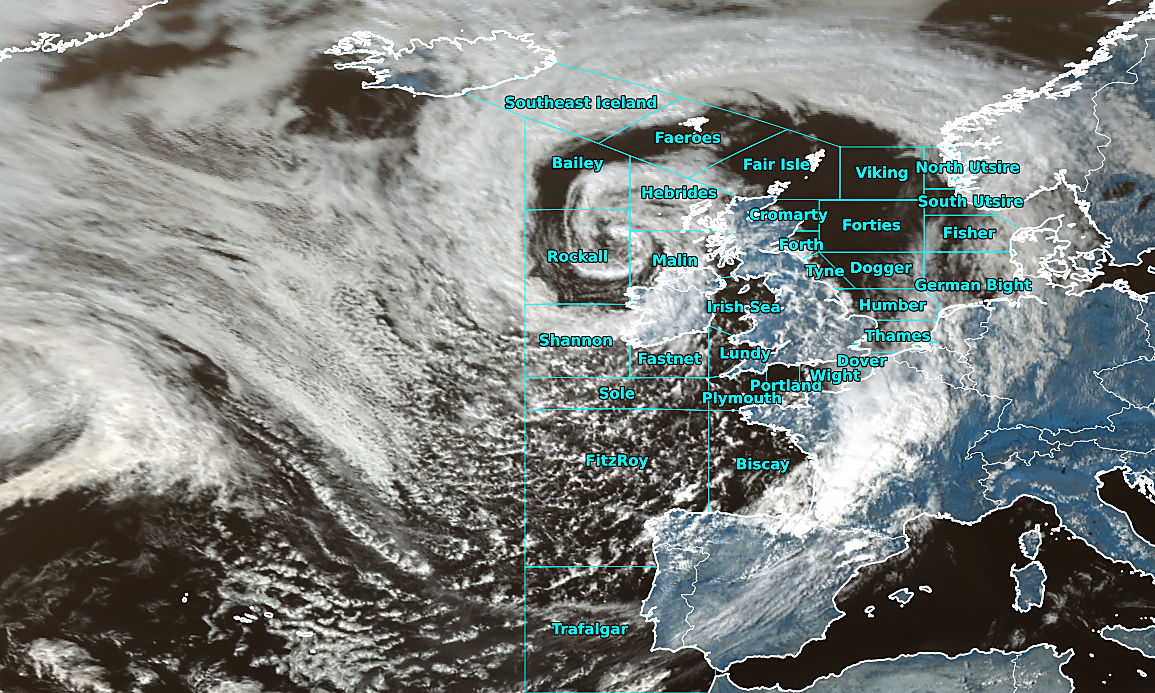 Southeast Iceland
Faeroes
Bailey
Fair Isle
North Utsire
Viking
Hebrides
South Utsire
Cromarty
Forties
Fisher
Forth
Rockall
Malin
Tyne
Dogger
German Bight
Irish Sea
Humber
Thames
Shannon
Fastnet
Lundy
Dover
Wight
Portland
Sole
Plymouth
FitzRoy
Biscay
Trafalgar